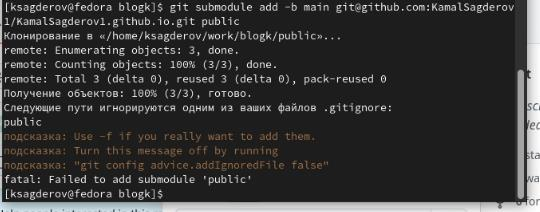 [ksagderov@fedora blogk]$ git submodule add -b main git@github.com:KamalSagderov
1/KamalSagderov1.github.io.git public
Клонирование в «/home/ksagderov/work/blogk/public»...
remote: Enumerating objects: 3, done.
remote: Counting objects: 100% (3/3), done.
remote: Total 3 (delta 0), reused 3 (delta 0), pack-reused 0
Получение объектов: 100% (3/3), готово.
Следующие пути игнорируются одним из ваших файлов .gitignore:
public
подсказка: Use -f if you really want to add them.
подсказка: Turn this message off by running
подсказка: "git config advice.addIgnoredFile false"
fatal: Failed to add submodule 'public'
[ksagderov@fedora blogk]$